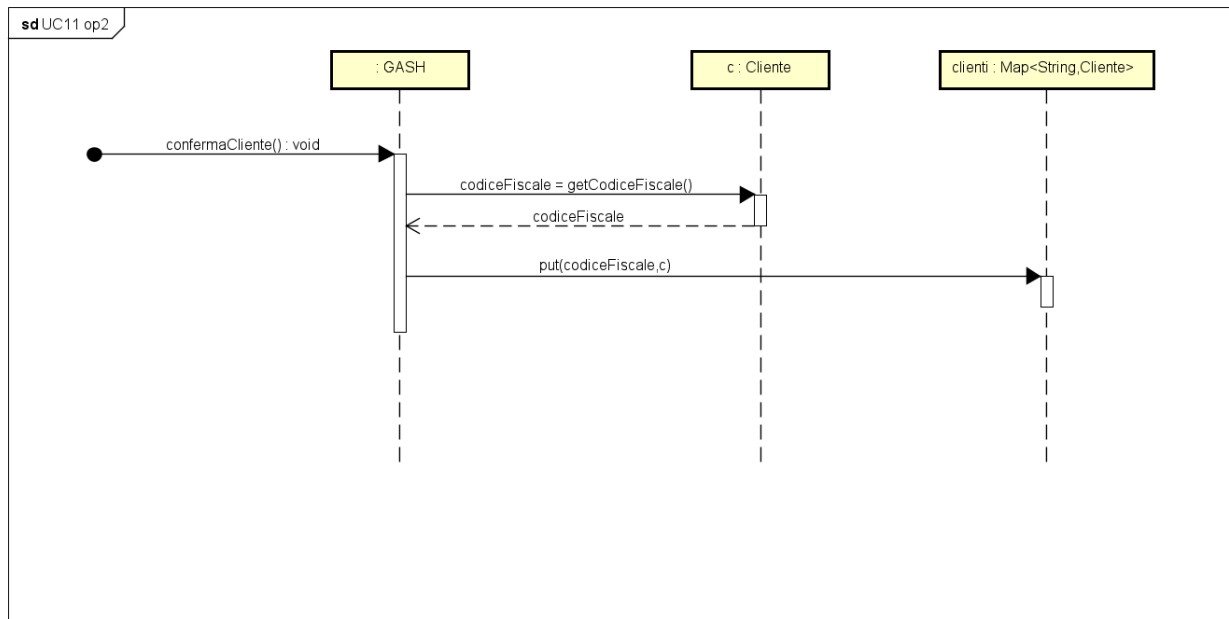 sd UC11 op2
: GASH
c : Cliente
clienti : Map<String,Cliente>
confermaCliente() : void
codiceFiscale = getCodiceFiscale()
codiceFiscale
put(codiceFiscale,c)